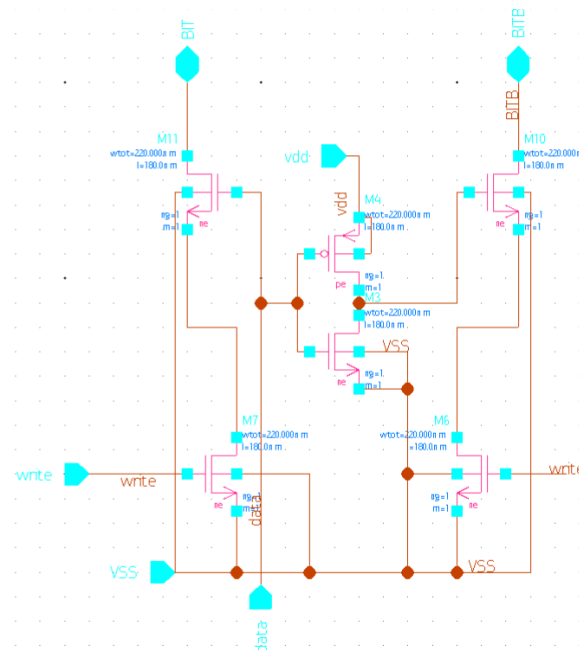 BIT
BITB
BITB
M11
wtot=220.000n m
l=180.0n m
ng=1
m=1
ne
M10
wtot=220.000n m
l=180.0n m
ng=1
m=1
ne
vdd
vdd
M4
wtot=220.000n m
l=180.0n m
ng=1
m=1
pe
M3
wtot=220.000n m
l=180.0n m
VSS
ng=1
m=1
ne
M7
wtot=220.000n m
l=180.0n m
ng=1
m=1
ne
M6
wtot=220.000n m
=180.0n m
ng=1
m=1
ne
write
write
write
data
VSS
VSS
data